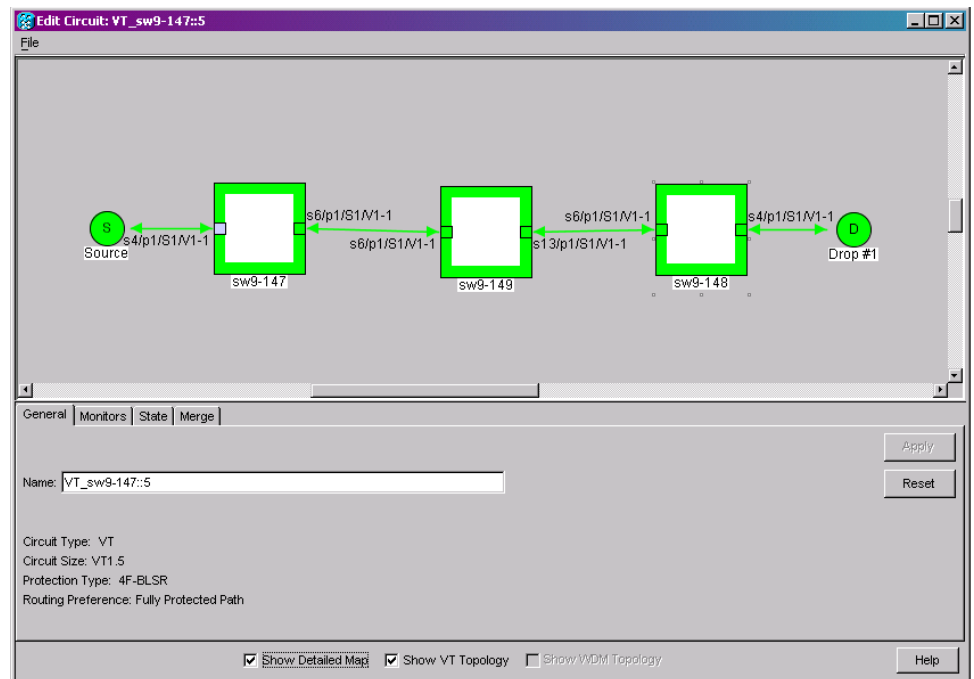 Edit Circuit: VT_sw9-147::5
File
s6/p1/S1/V1-1
s6/p1/S1/V1-1
s4/p1/S1/V1-1
S
D
s4/p1/S1/V1-1
s6/p1/S1/V1-1
s13/p1/S1/V1-1
Source
Drop #1
sw9-147
sw9-149
sw9-148
General
Monitors
State
Merge
Apply
Name: VT_sw9-147::5
Reset
Circuit Type: VT
Circuit Size: VT1.5
Protection Type: 4F-BLSR
Routing Preference: Fully Protected Path
Show Detailed Map
Show VT Topology
Show WDM Topology
Help